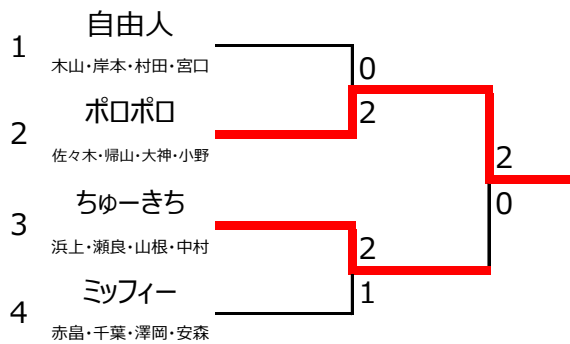 1 自由人
木山・岸本・村田・宮口
0
2 ポロポロ
2
佐々木・帰山・大神・小野
2
3 ちゅーきち
0
浜上・瀬良・山根・中村
2
4 ミッフィー
1
赤畠・千葉・澤岡・安森